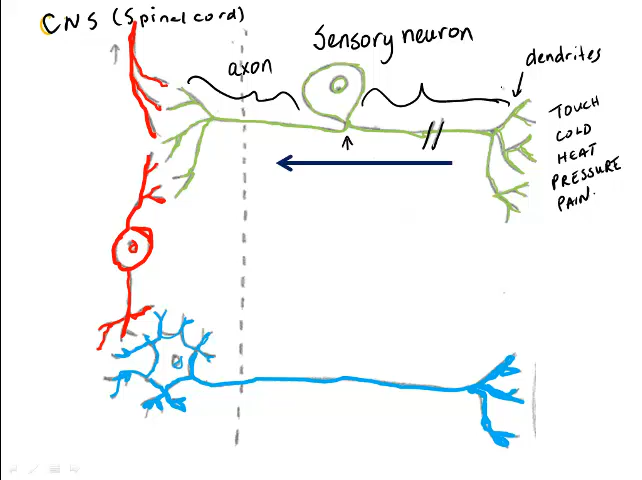 CNS (Spinal cord)
Sensory neuron
axon
dendrites
TOUCH
COLD
HEAT
PRESSURE
PAIN.